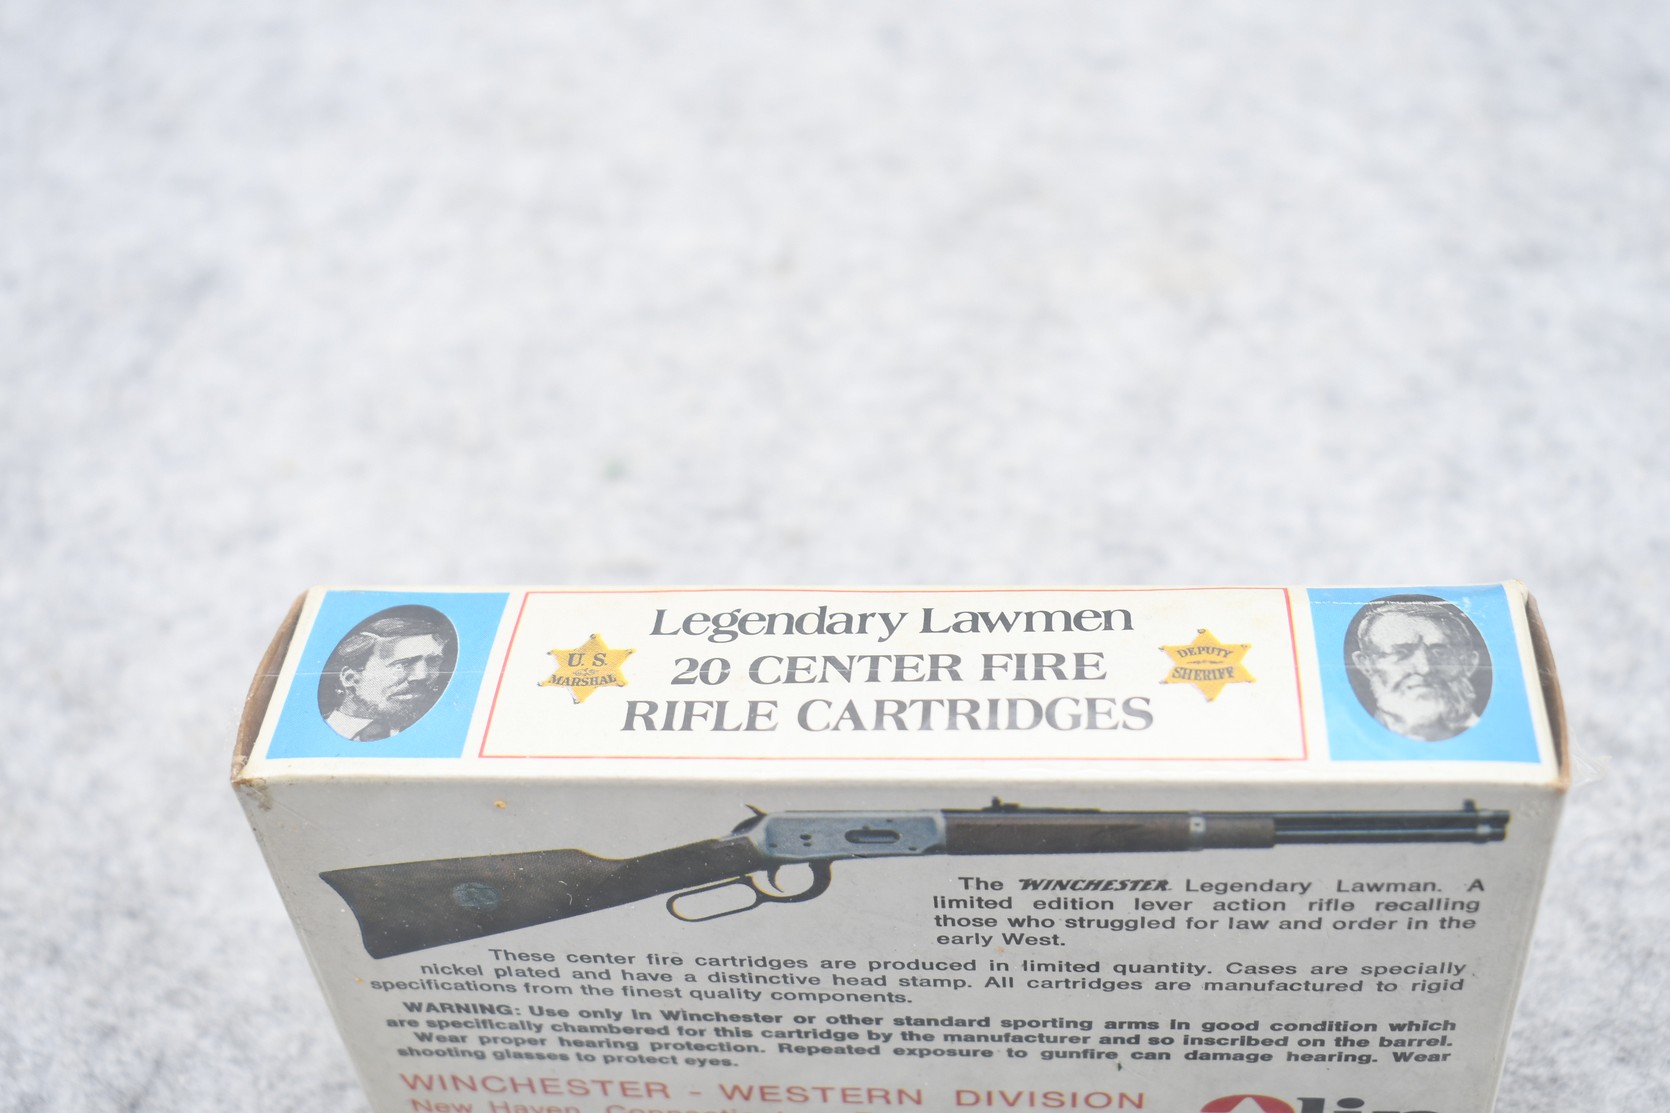 Legendary Lawmen
U. S.
MARSHAL
20 CENTER FIRE
DEPUTY
SHERIFF
RIFLE CARTRIDGES
The WINCHESTER Legendary Lawman. A
limited edition lever action rifle recalling
those who struggled for law and order in the
early West.
These center fire cartridges are produced in limited quantity. Cases are specially
nickel plated and have a distinctive head stamp. All cartridges are manufactured to rigid
specifications from the finest quality components.
WARNING: Use only in Winchester or other standard sporting arms in good condition which
are specifically chambered for this cartridge by the manufacturer and so inscribed on the barrel.
Wear proper hearing protection. Repeated exposure to gunfire can damage hearing. Wear
shooting glasses to protect eyes.
WINCHESTER - WESTERN DIVISION
Olin
New Haven,